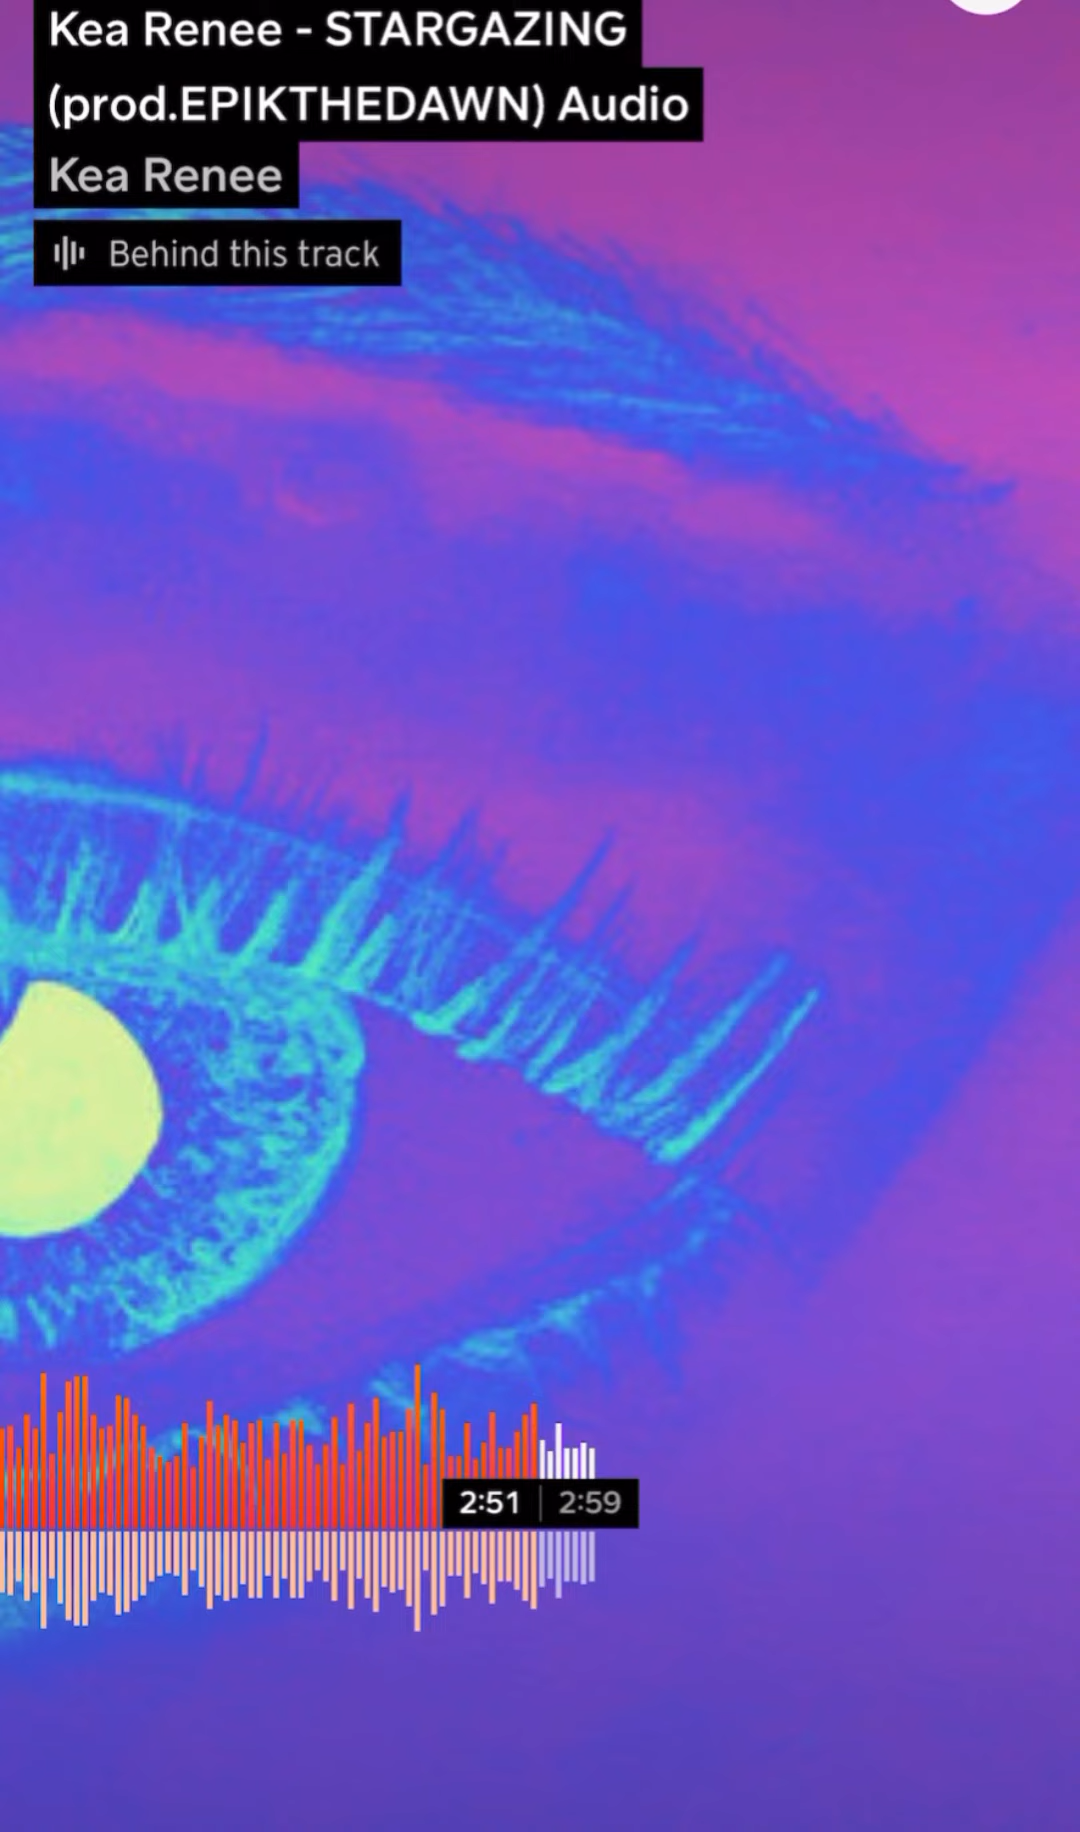 Kea Renee - STARGAZING
(prod.EPIKTHEDAWN) Audio
Kea Renee
Behind this track
2:51 | 2:59